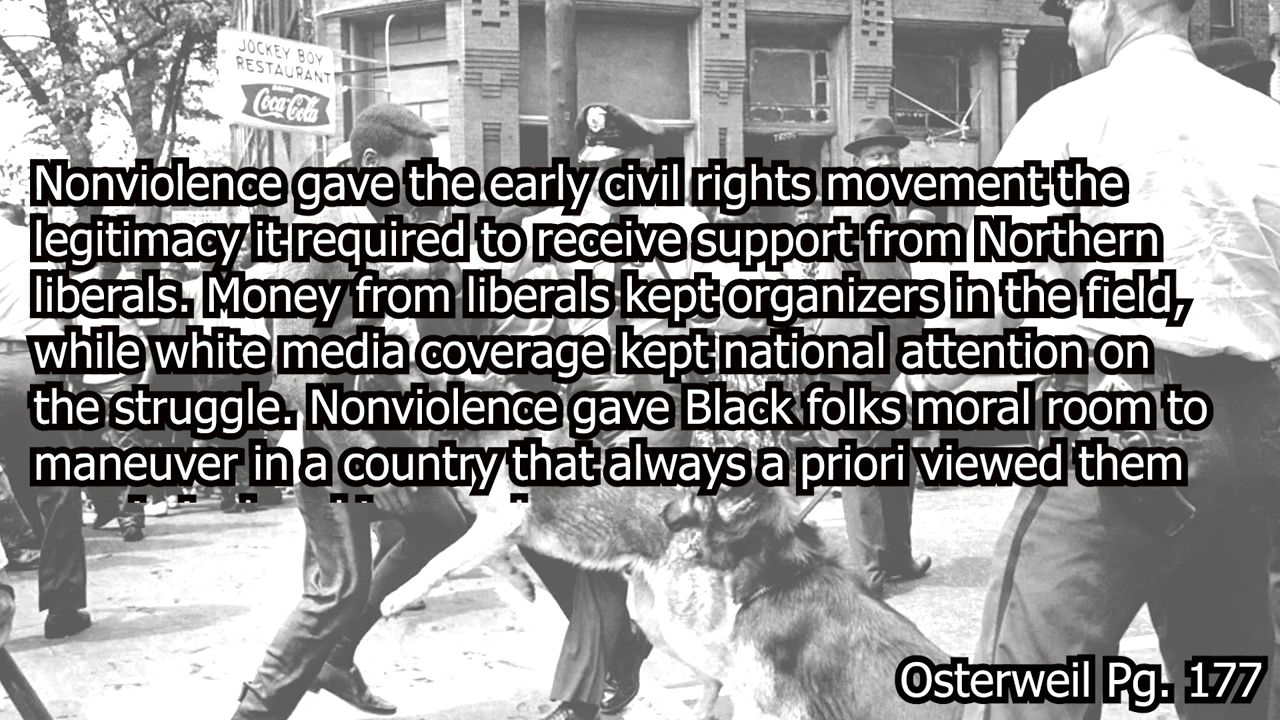 JOCKEY BOY
RESTAURANT
DRINK
Coca-Cola
Nonviolence gave the early civil rights movement the
legitimacy it required to receive support from Northern
liberals. Money from liberals kept organizers in the field,
while white media coverage kept national attention on
the struggle. Nonviolence gave Black folks moral room to
maneuver in a country that always a priori viewed them
Osterweil Pg. 177